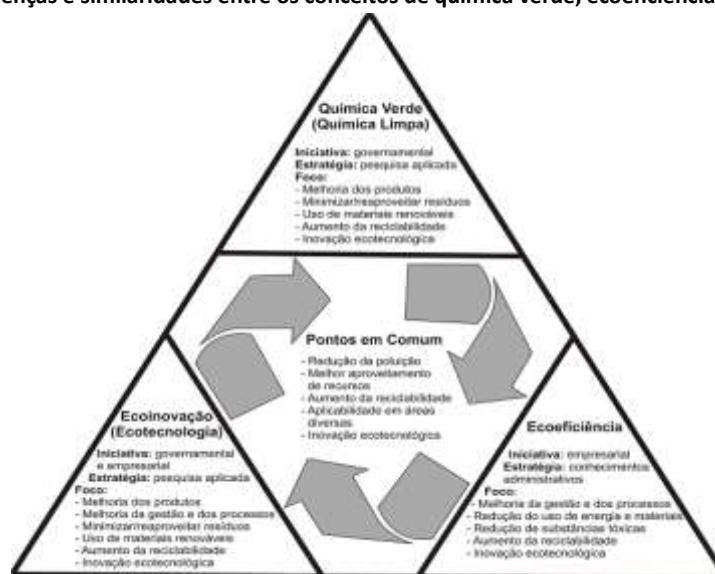 enças e similaridades entre os conceitos de química verde, ecoeficiência
Química Verde
(Química Limpa)
Iniciativa: governamental
Estratégia: pesquisa aplicada
Foco:
- Melhoria dos produtos
- Minimizar/reaproveitar resíduos
- Uso de materiais renováveis
- Aumento da reciclabilidade
- Inovação ecotecnológica
Pontos em Comum
- Redução da poluição
- Melhor aproveitamento
de recursos
- Aumento da reciclabilidade
- Aplicabilidade em áreas
diversas
- Inovação ecotecnológica
Ecoinovação
(Ecotecnologia)
Iniciativa: governamental
e empresarial
Estratégia: pesquisa aplicada
Foco:
- Melhoria dos produtos
- Melhoria da gestão e dos processos
- Minimizar/reaproveitar resíduos
- Uso de materiais renováveis
- Aumento da reciclabilidade
- Inovação ecotecnológica
Ecoeficiência
Iniciativa: empresarial
Estratégia: conhecimentos
administrativos
Foco:
- Melhoria da gestão e dos processos
- Redução do uso de energia e materiais
- Redução de substâncias tóxicas
- Aumento da reciclabilidade
- Inovação ecotecnológica